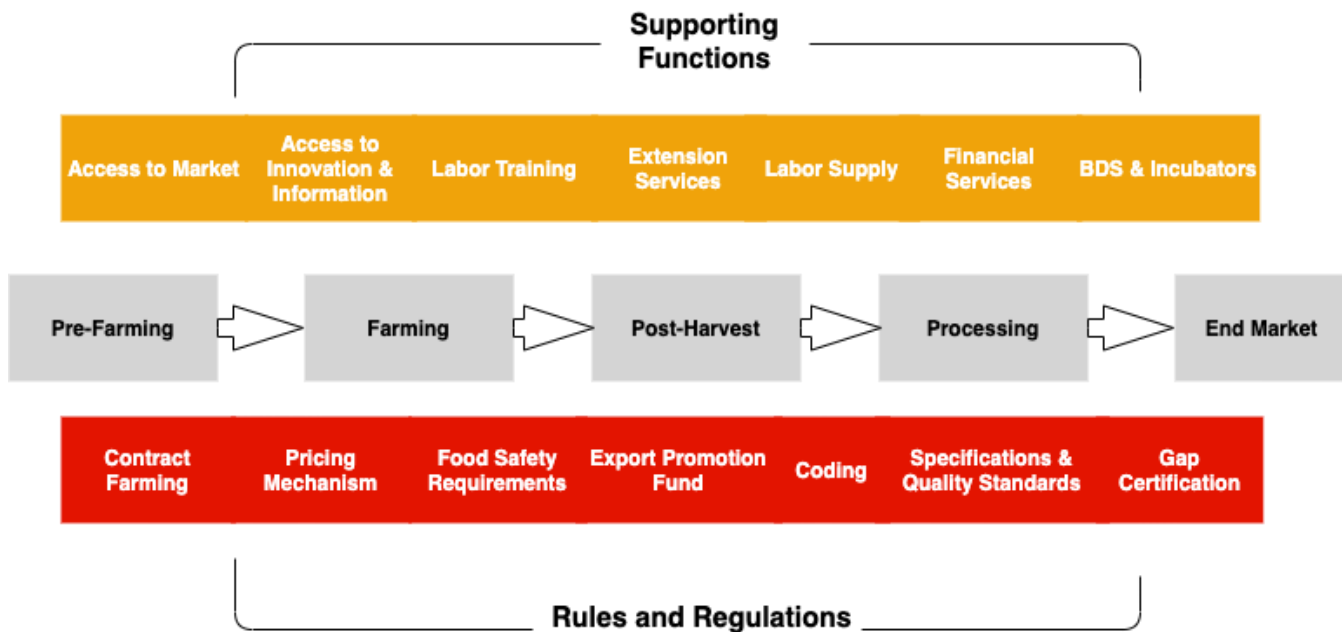 Supporting
Functions
Access to Market
Access to
Innovation &
Information
Labor Training
Extension
Services
Labor Supply
Financial
Services
BDS & Incubators
Pre-Farming
Farming
Post-Harvest
Processing
End Market
Contract
Farming
Pricing
Mechanism
Food Safety
Requirements
Export Promotion
Fund
Coding
Specifications &
Quality Standards
Gap
Certification
Rules and Regulations